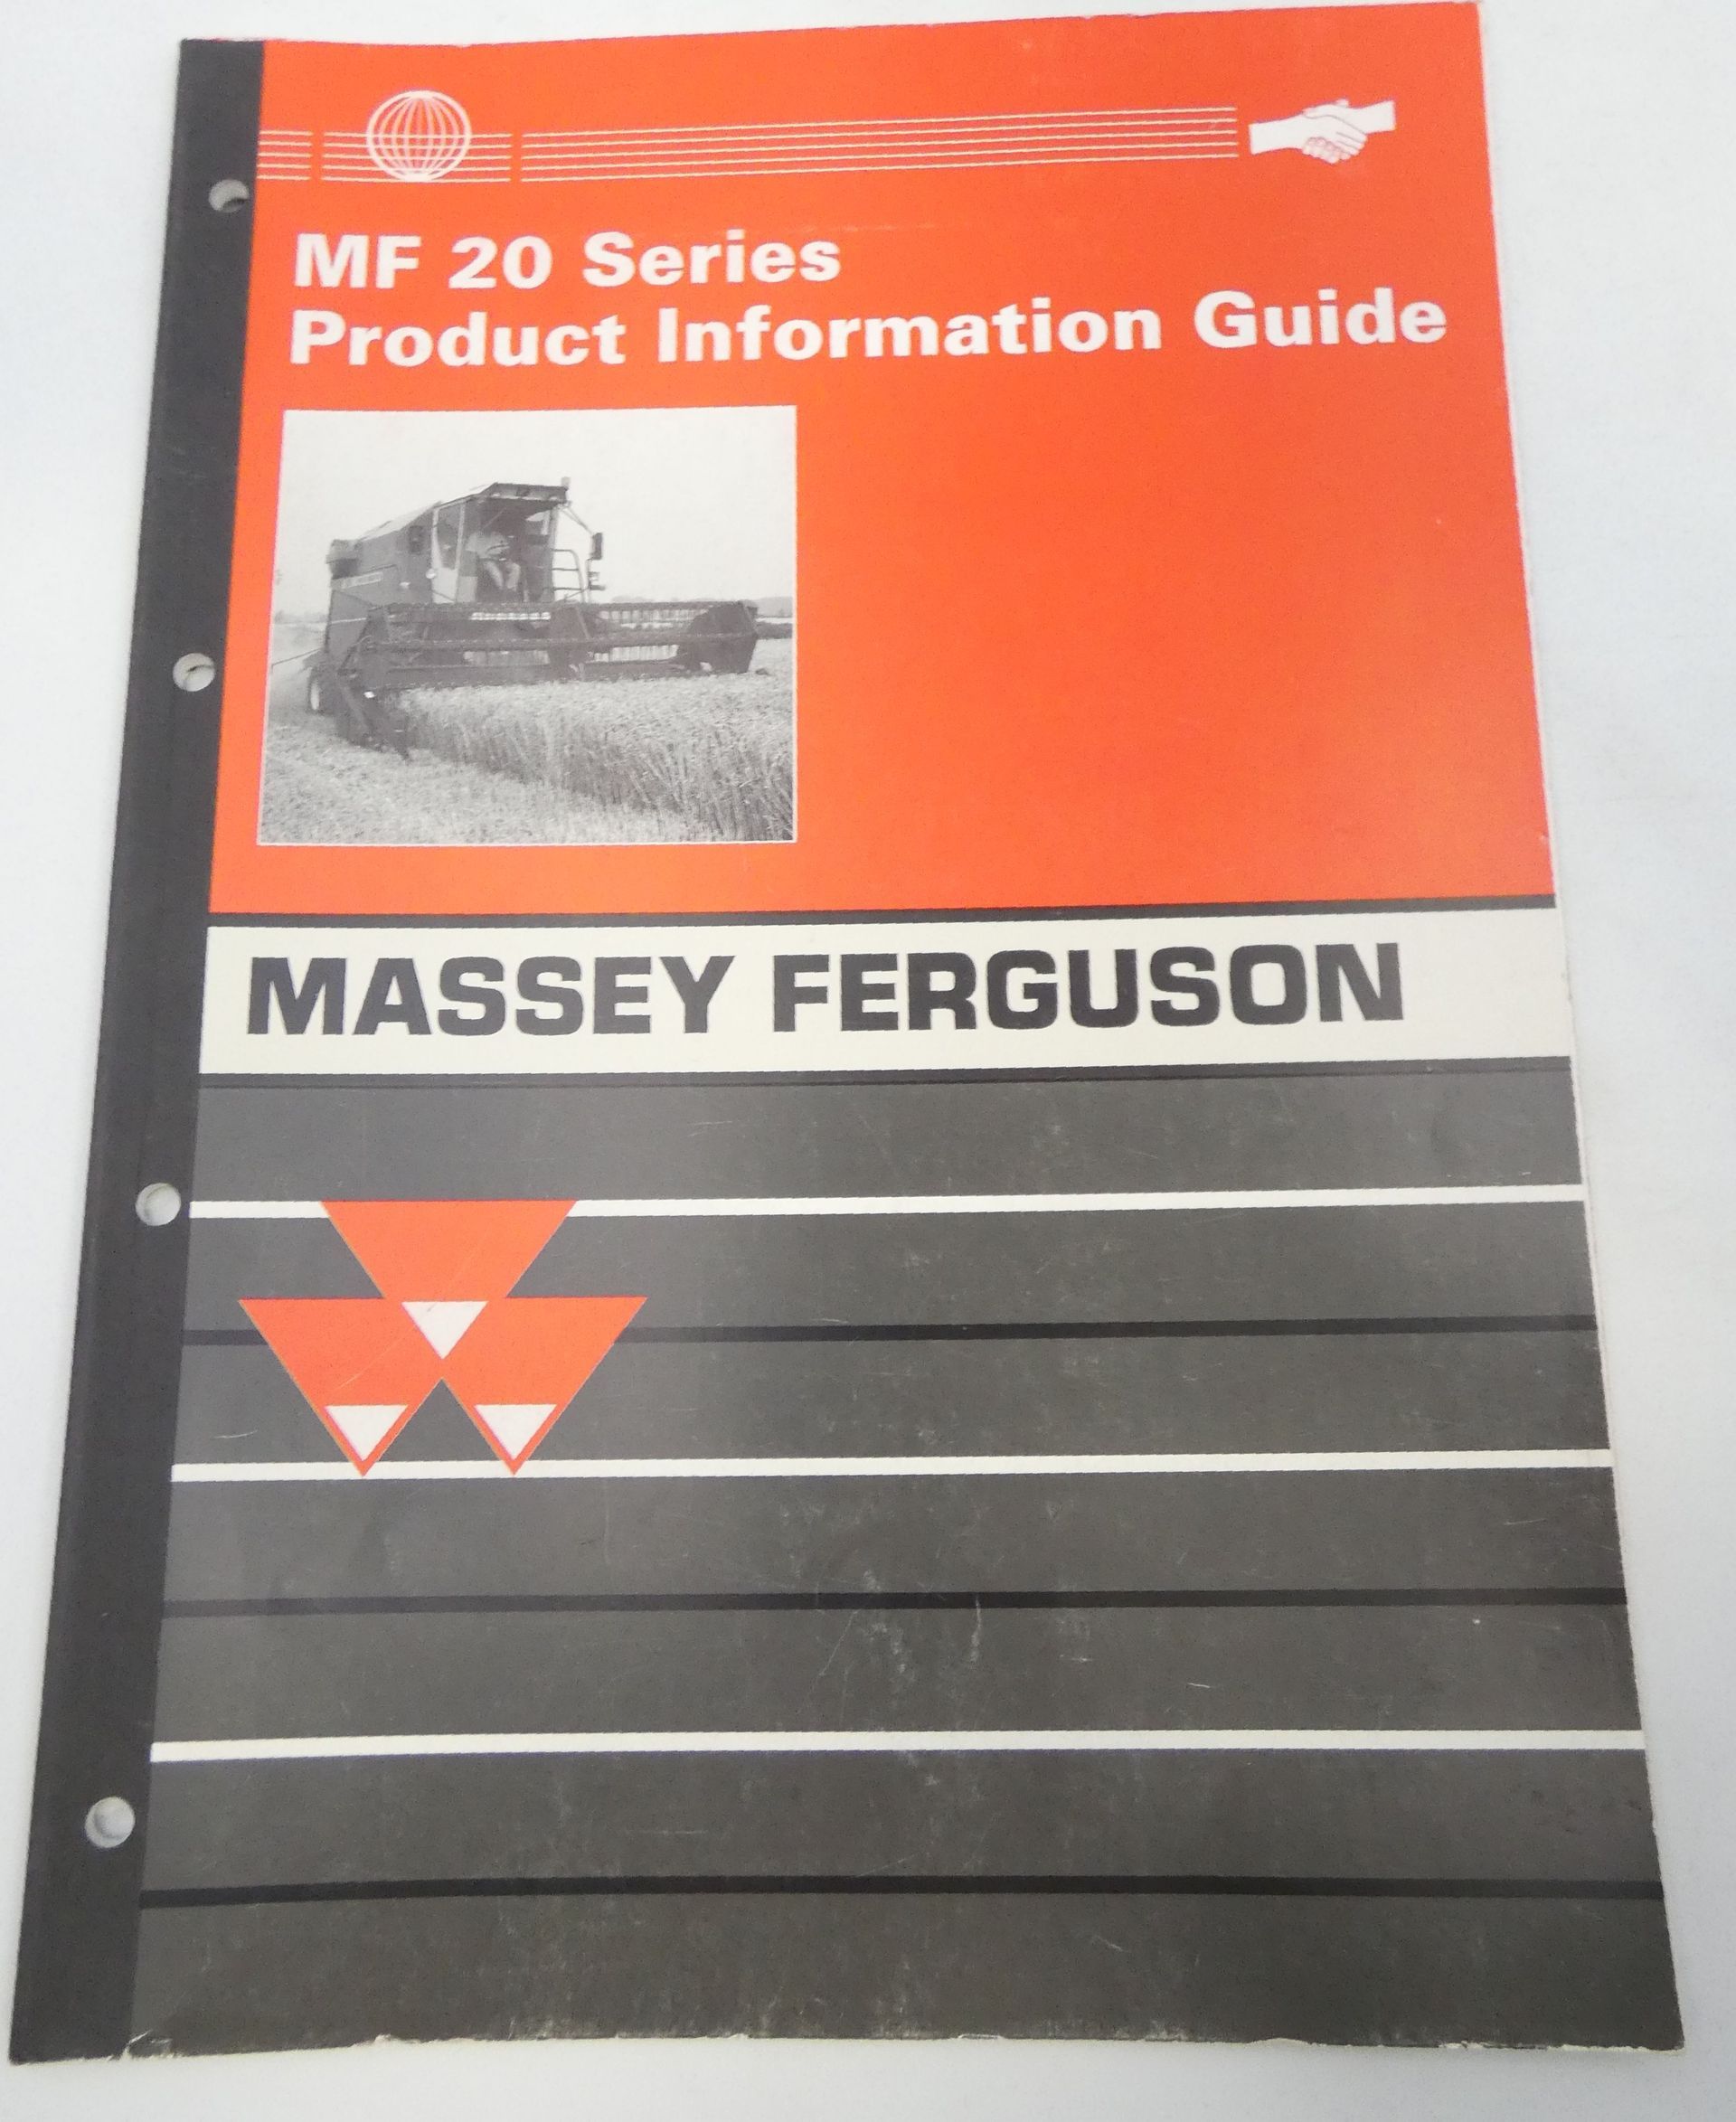 MF 20 Series
Product Information Guide
MASSEY FERGUSON